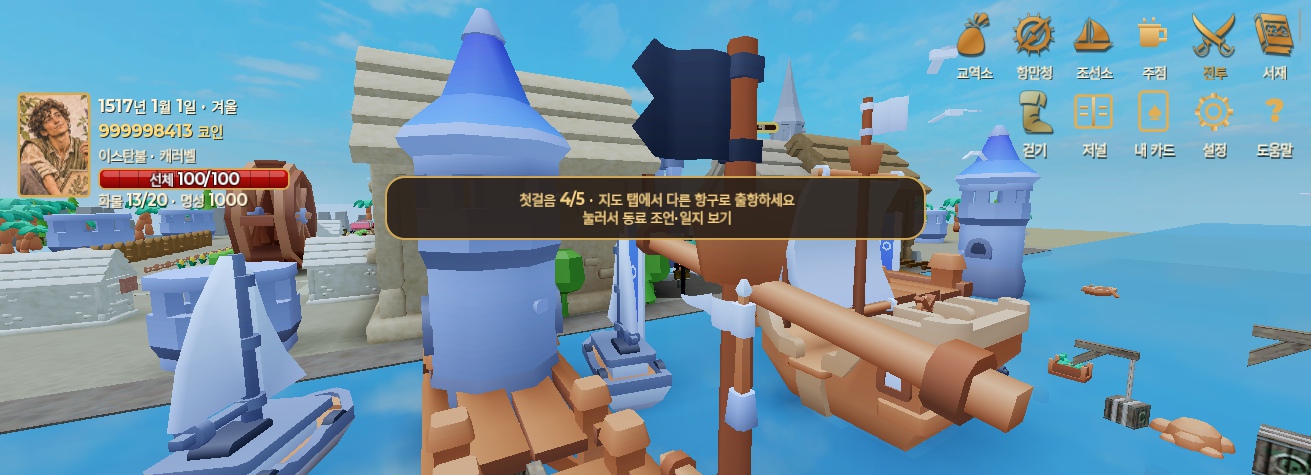 1517년 1월 1일 · 겨울
999998413 코인
이스탄불 · 캐러벨
선체 100/100
화물 13/20 · 명성 1000
첫걸음 4/5 · 지도 탭에서 다른 항구로 출항하세요
눌러서 동료 조언·일지 보기
교역소 항만청 조선소 주점 전투 서재
걷기 저널 내 카드 설정 도움말